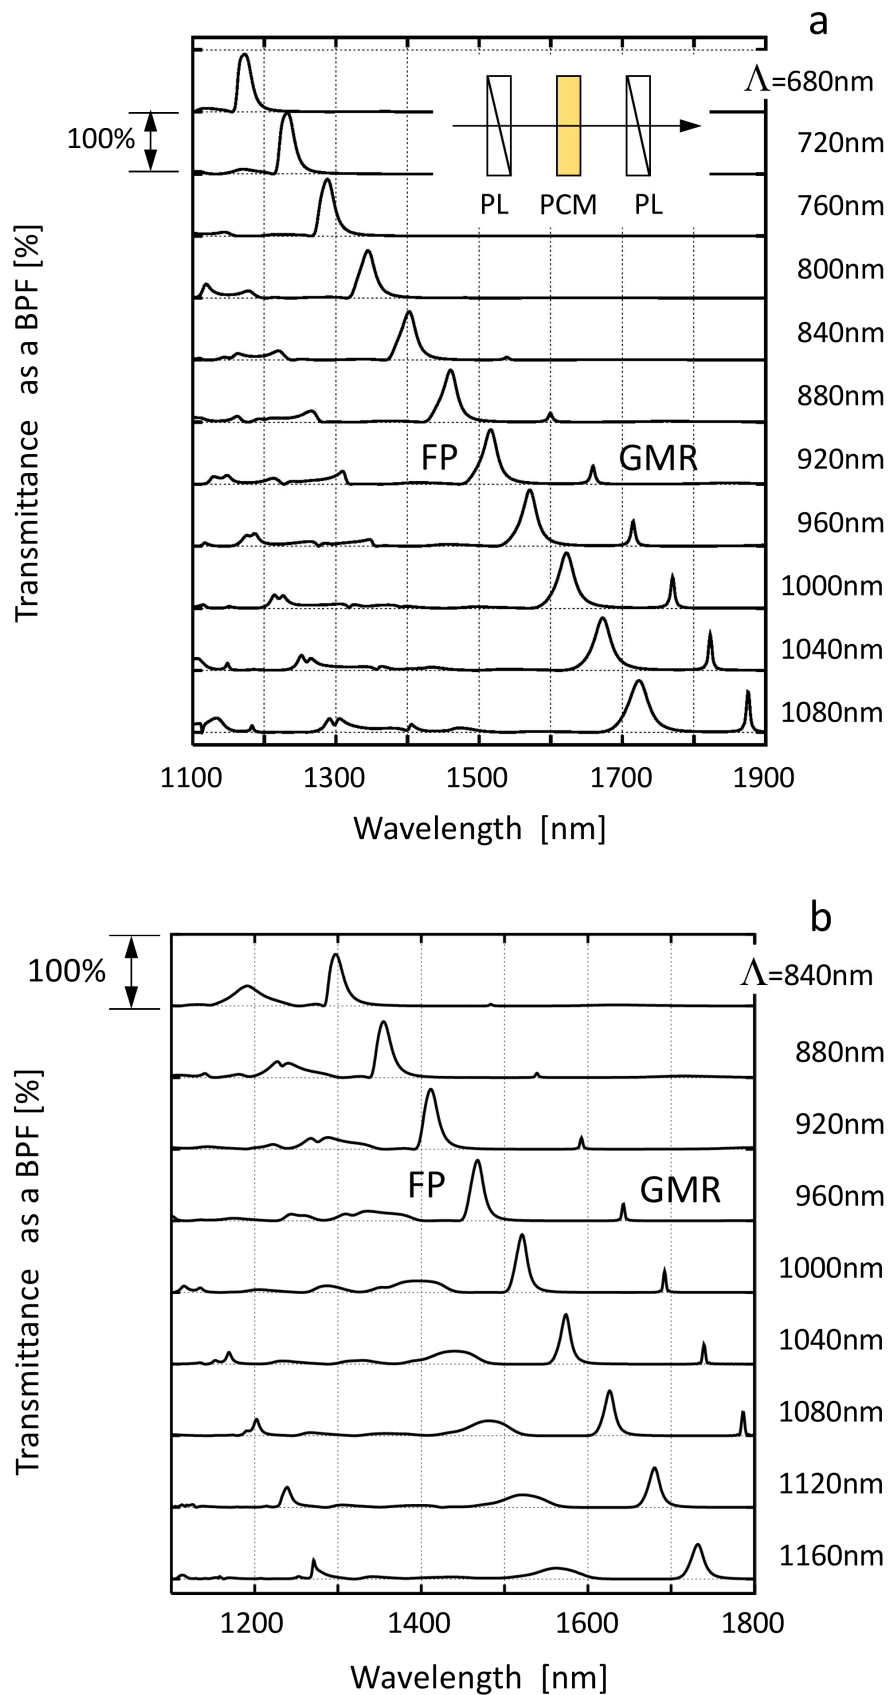 a
Λ=680nm
100%
720nm
PL PCM PL
760nm
800nm
840nm
880nm
FP GMR 920nm
960nm
1000nm
1040nm
1080nm
Transmittance as a BPF [%]
1100 1300 1500 1700 1900
Wavelength [nm]
b
100%
Λ=840nm
880nm
920nm
FP GMR 960nm
1000nm
1040nm
1080nm
1120nm
1160nm
Transmittance as a BPF [%]
1200 1400 1600 1800
Wavelength [nm]